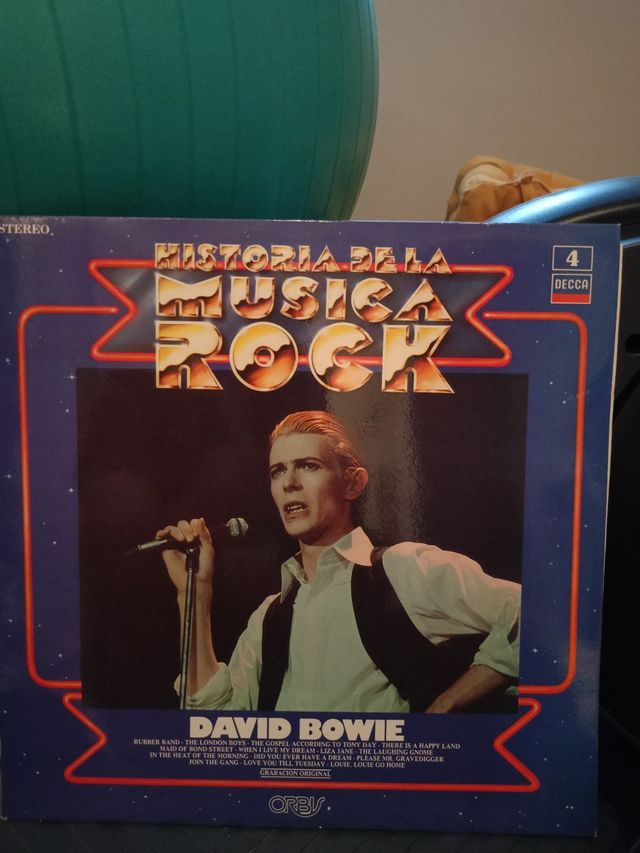 STEREO
4
DECCA
HISTORIA DE LA
MUSICA
ROCK
DAVID BOWIE
RUBBER BAND - THE LONDON BOYS - THE GOSPEL ACCORDING TO TONY DAY - THERE IS A HAPPY LAND
MAID OF BOND STREET - WHEN I LIVE MY DREAM - LIZA JANE - THE LAUGHING GNOME
IN THE HEAT OF THE MORNING - DID YOU EVER HAVE A DREAM - PLEASE MR. GRAVEDIGGER
JOIN THE GANG - LOVE YOU TILL TUESDAY - LOUIE, LOUIE GO HOME
GRABACION ORIGINAL
ORBIS